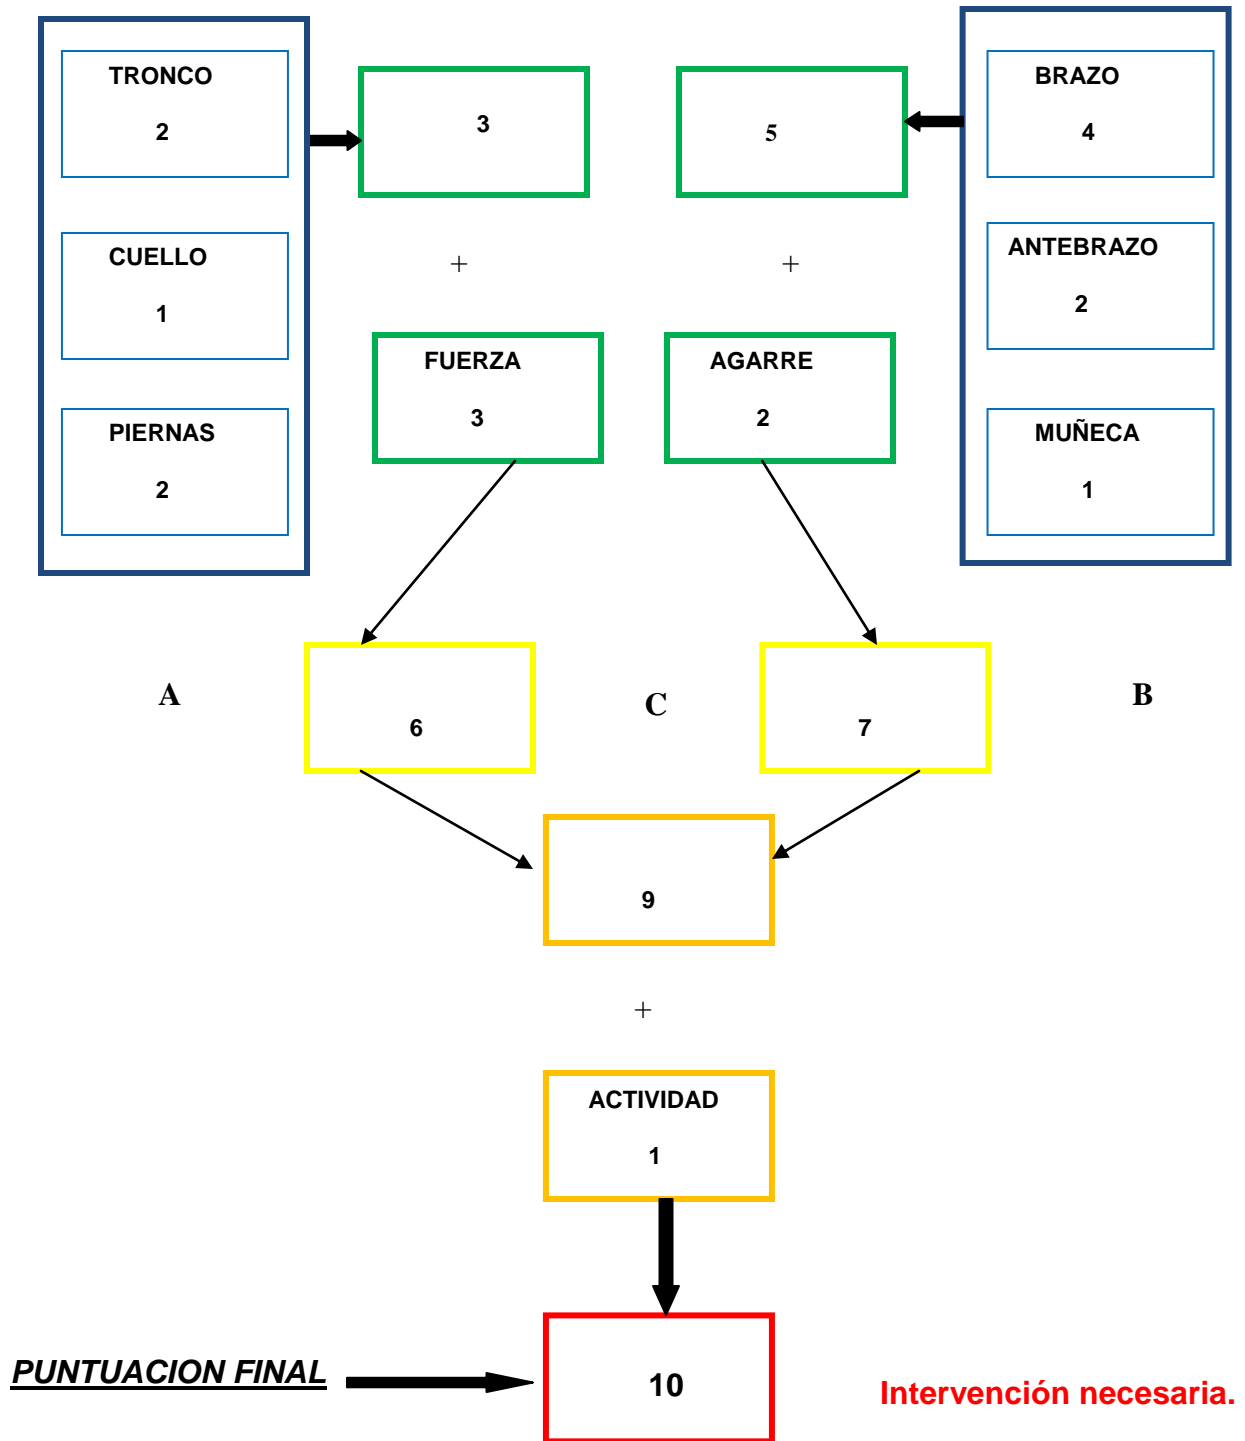 TRONCO
2
CUELLO
1
PIERNAS
2
3
+
FUERZA
3
5
+
AGARRE
2
BRAZO
4
ANTEBRAZO
2
MUÑECA
1
A
6
C
7
B
9
+
ACTIVIDAD
1
PUNTUACION FINAL
10
Intervención necesaria.